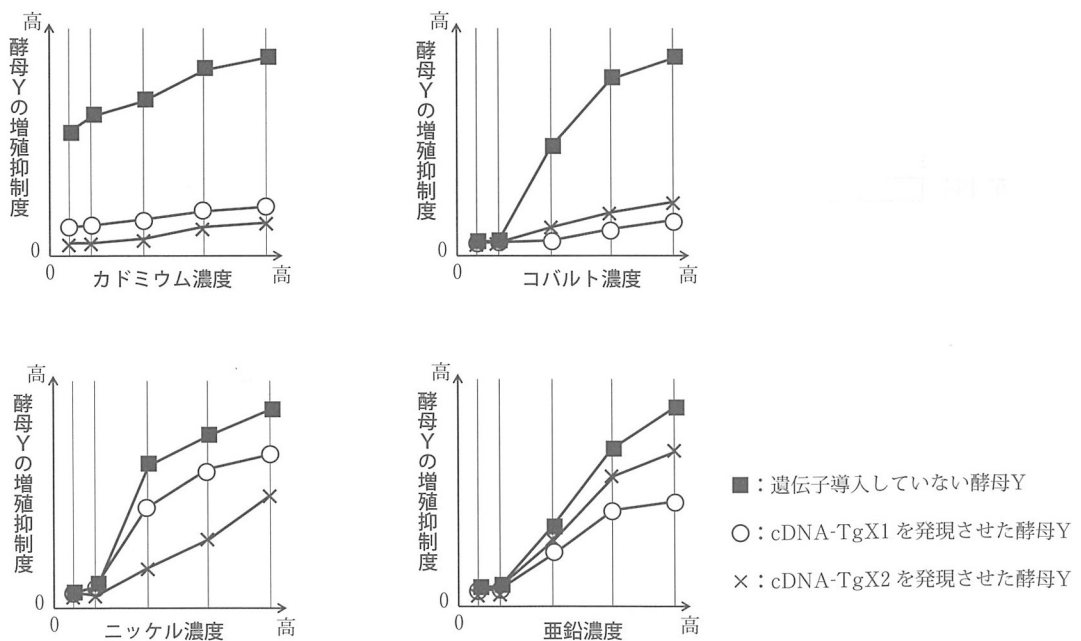 高
酵母Yの増殖抑制度
0
0
カドミウム濃度
高
高
酵母Yの増殖抑制度
0
0
コバルト濃度
高
高
酵母Yの増殖抑制度
0
0
ニッケル濃度
高
高
酵母Yの増殖抑制度
0
0
亜鉛濃度
高
■:遺伝子導入していない酵母Y
○:cDNA-TgX1を発現させた酵母Y
×:cDNA-TgX2を発現させた酵母Y